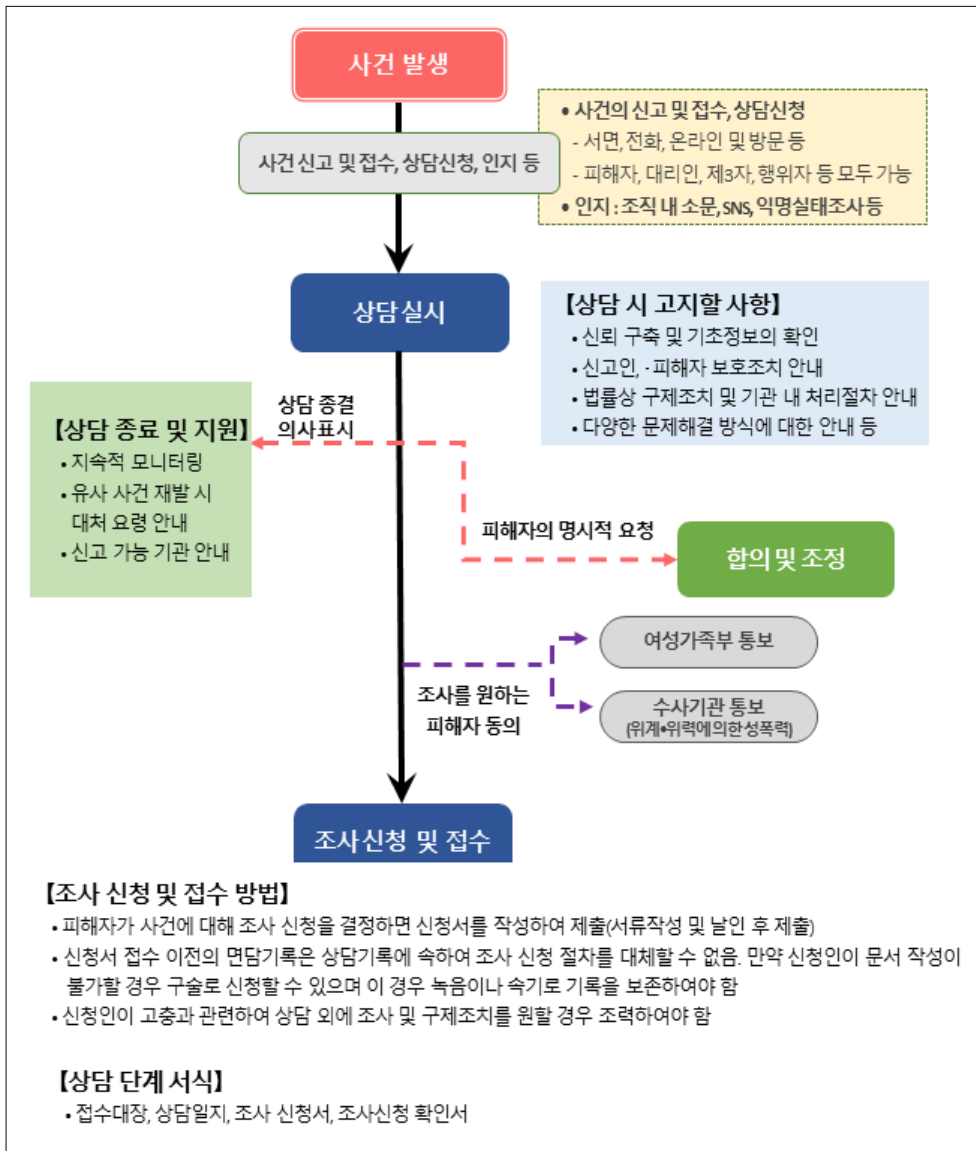 사건 발생
사건 신고 및 접수, 상담신청, 인지 등
• 사건의 신고 및 접수, 상담신청
- 서면, 전화, 온라인 및 방문 등
- 피해자, 대리인, 제3자, 행위자 등 모두 가능
• 인지 : 조직 내 소문, SNS, 익명실태조사 등
상담 실시
【상담 시 고지할 사항】
• 신뢰 구축 및 기초정보의 확인
• 신고인, ·피해자 보호조치 안내
• 법률상 구제조치 및 기관 내 처리절차 안내
• 다양한 문제해결 방식에 대한 안내 등
상담 종결
의사표시
【상담 종료 및 지원】
• 지속적 모니터링
• 유사 사건 재발 시
대처 요령 안내
• 신고 가능 기관 안내
피해자의 명시적 요청
합의 및 조정
여성가족부 통보
조사를 원하는
피해자 동의
수사기관 통보
(위계•위력에의한성폭력)
조사 신청 및 접수
【조사 신청 및 접수 방법】
• 피해자가 사건에 대해 조사 신청을 결정하면 신청서를 작성하여 제출(서류작성 및 날인 후 제출)
• 신청서 접수 이전의 면담기록은 상담기록에 속하여 조사 신청 절차를 대체할 수 없음. 만약 신청인이 문서 작성이
불가할 경우 구술로 신청할 수 있으며 이 경우 녹음이나 속기로 기록을 보존하여야 함
• 신청인이 고충과 관련하여 상담 외에 조사 및 구제조치를 원할 경우 조력하여야 함
【상담 단계 서식】
• 접수대장, 상담일지, 조사 신청서, 조사신청 확인서